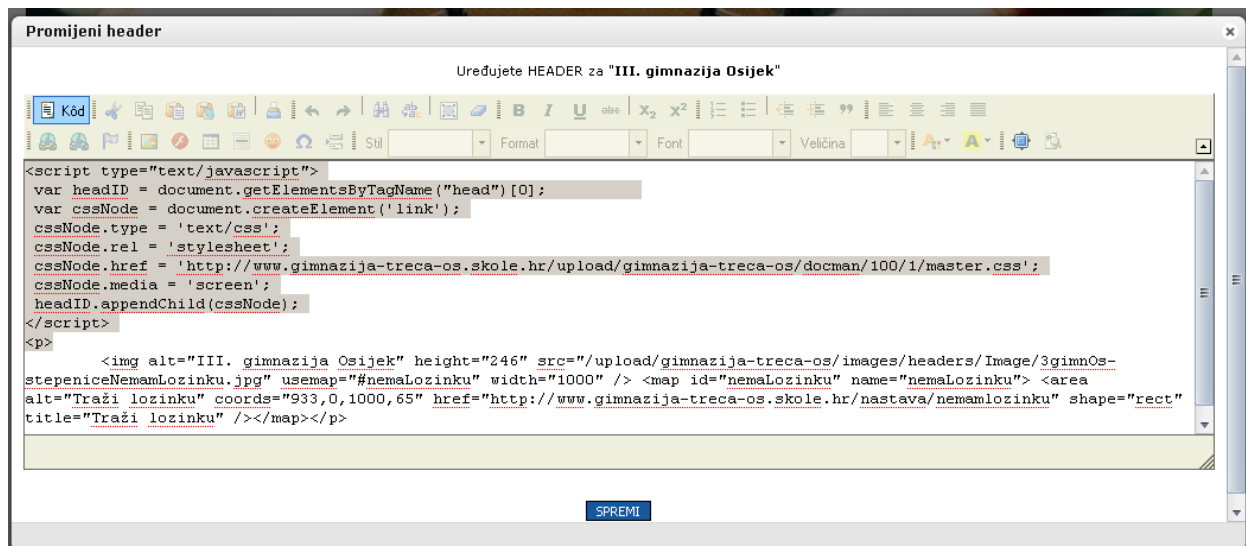 Promijeni header
Uređujete HEADER za "III. gimnazija Osijek"
Kôd B I U abc X₂ X²
Stil Format Font Veličina A A
<script type="text/javascript">
var headID = document.getElementsByTagName("head")[0];
var cssNode = document.createElement('link');
cssNode.type = 'text/css';
cssNode.rel = 'stylesheet';
cssNode.href = 'http://www.gimnazija-treca-os.skole.hr/upload/gimnazija-treca-os/docman/100/1/master.css';
cssNode.media = 'screen';
headID.appendChild(cssNode);
</script>
<p>
<img alt="III. gimnazija Osijek" height="246" src="/upload/gimnazija-treca-os/images/headers/Image/3gimnOs-
stepeniceNemamLozinku.jpg" usemap="#nemaLozinku" width="1000" /> <map id="nemaLozinku" name="nemaLozinku"> <area
alt="Traži lozinku" coords="933,0,1000,65" href="http://www.gimnazija-treca-os.skole.hr/nastava/nemamlozinku" shape="rect"
title="Traži lozinku" /></map></p>
SPREMI